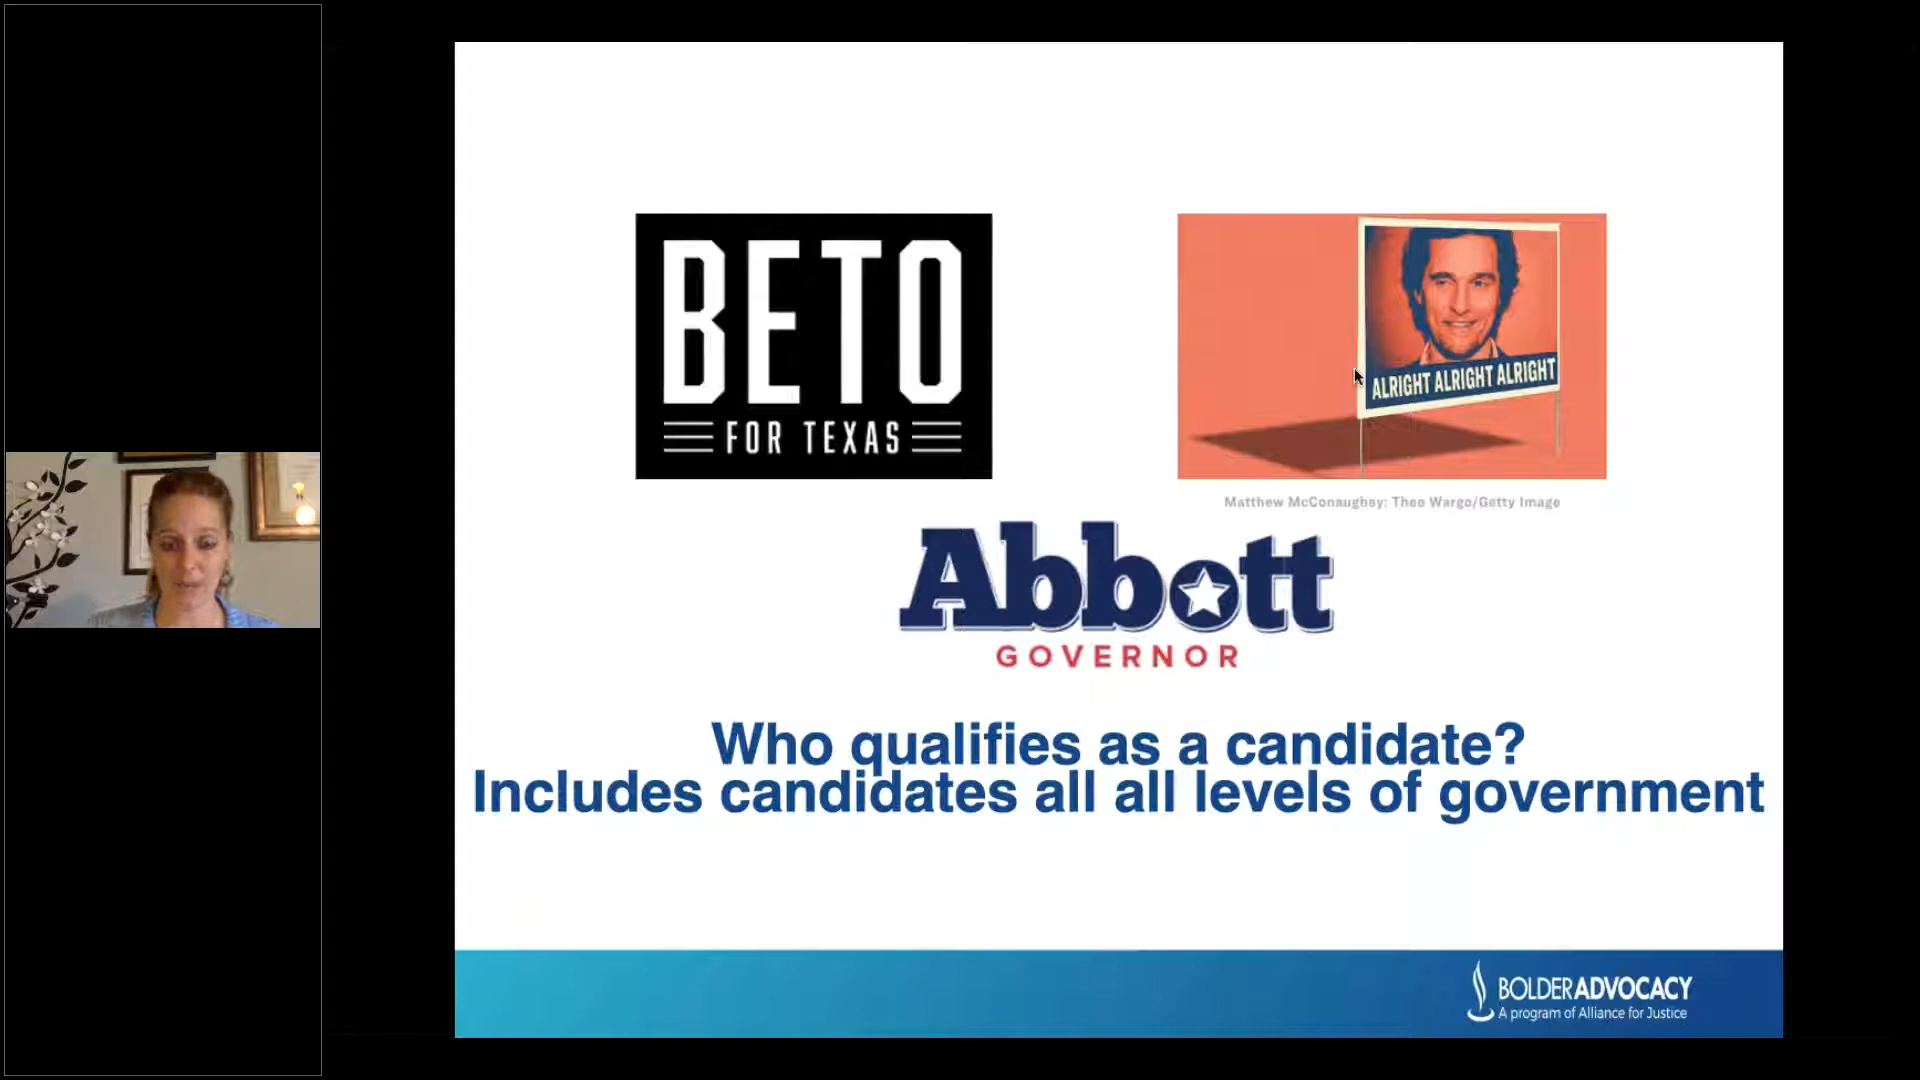 BETO
FOR TEXAS
ALRIGHT ALRIGHT ALRIGHT
Matthew McConaughey: Theo Wargo/Getty Image
Abbott
GOVERNOR
Who qualifies as a candidate?
Includes candidates all all levels of government
BOLDERADVOCACY
A program of Alliance for Justice